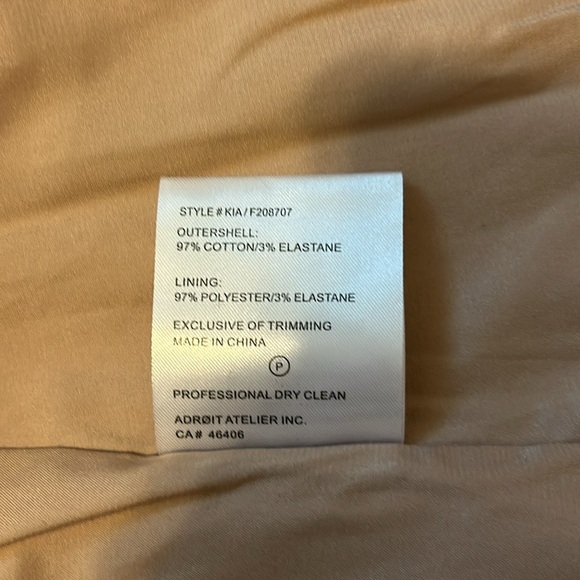 STYLE # KIA / F208707
OUTERSHELL:
97% COTTON/3% ELASTANE
LINING:
97% POLYESTER/3% ELASTANE
EXCLUSIVE OF TRIMMING
MADE IN CHINA
P
PROFESSIONAL DRY CLEAN
ADRØIT ATELIER INC.
CA# 46406